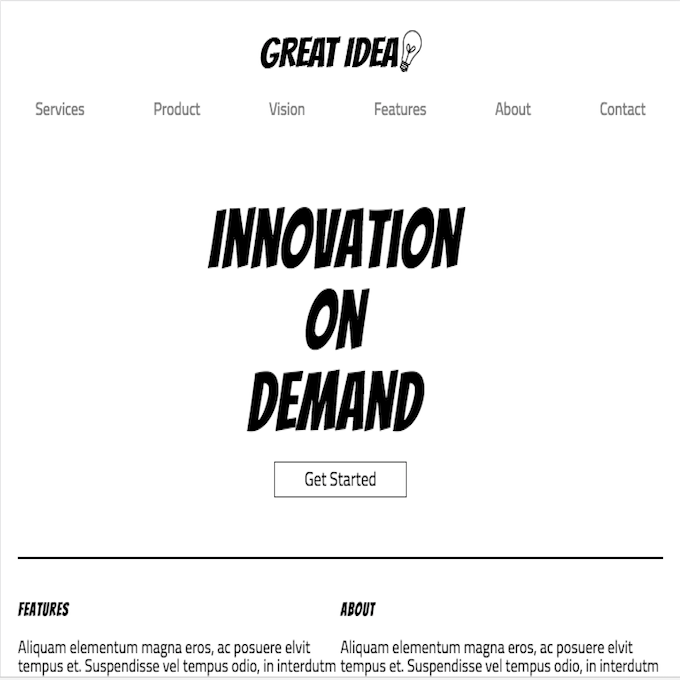 GREAT IDEA
Services Product Vision Features About Contact
INNOVATION
ON
DEMAND
Get Started
FEATURES
Aliquam elementum magna eros, ac posuere elvit
tempus et. Suspendisse vel tempus odio, in interdutm
ABOUT
Aliquam elementum magna eros, ac posuere elvit
tempus et. Suspendisse vel tempus odio, in interdutm